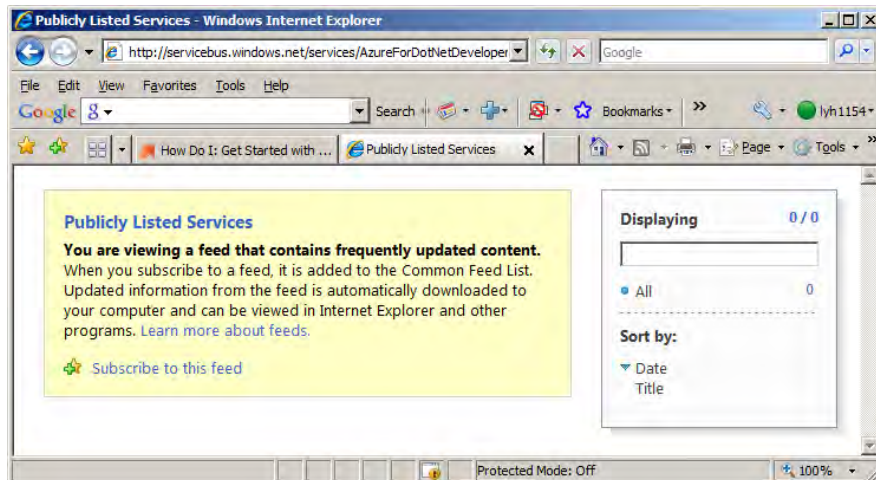 Publicly Listed Services - Windows Internet Explorer
http://servicebus.windows.net/services/AzureForDotNetDeveloper
Google
File Edit View Favorites Tools Help
Google Search Bookmarks lyh1154
How Do I: Get Started with ... Publicly Listed Services Page Tools
Publicly Listed Services
You are viewing a feed that contains frequently updated content.
When you subscribe to a feed, it is added to the Common Feed List.
Updated information from the feed is automatically downloaded to
your computer and can be viewed in Internet Explorer and other
programs. Learn more about feeds.
Subscribe to this feed
Displaying 0 / 0
All 0
Sort by:
Date
Title
Protected Mode: Off 100%